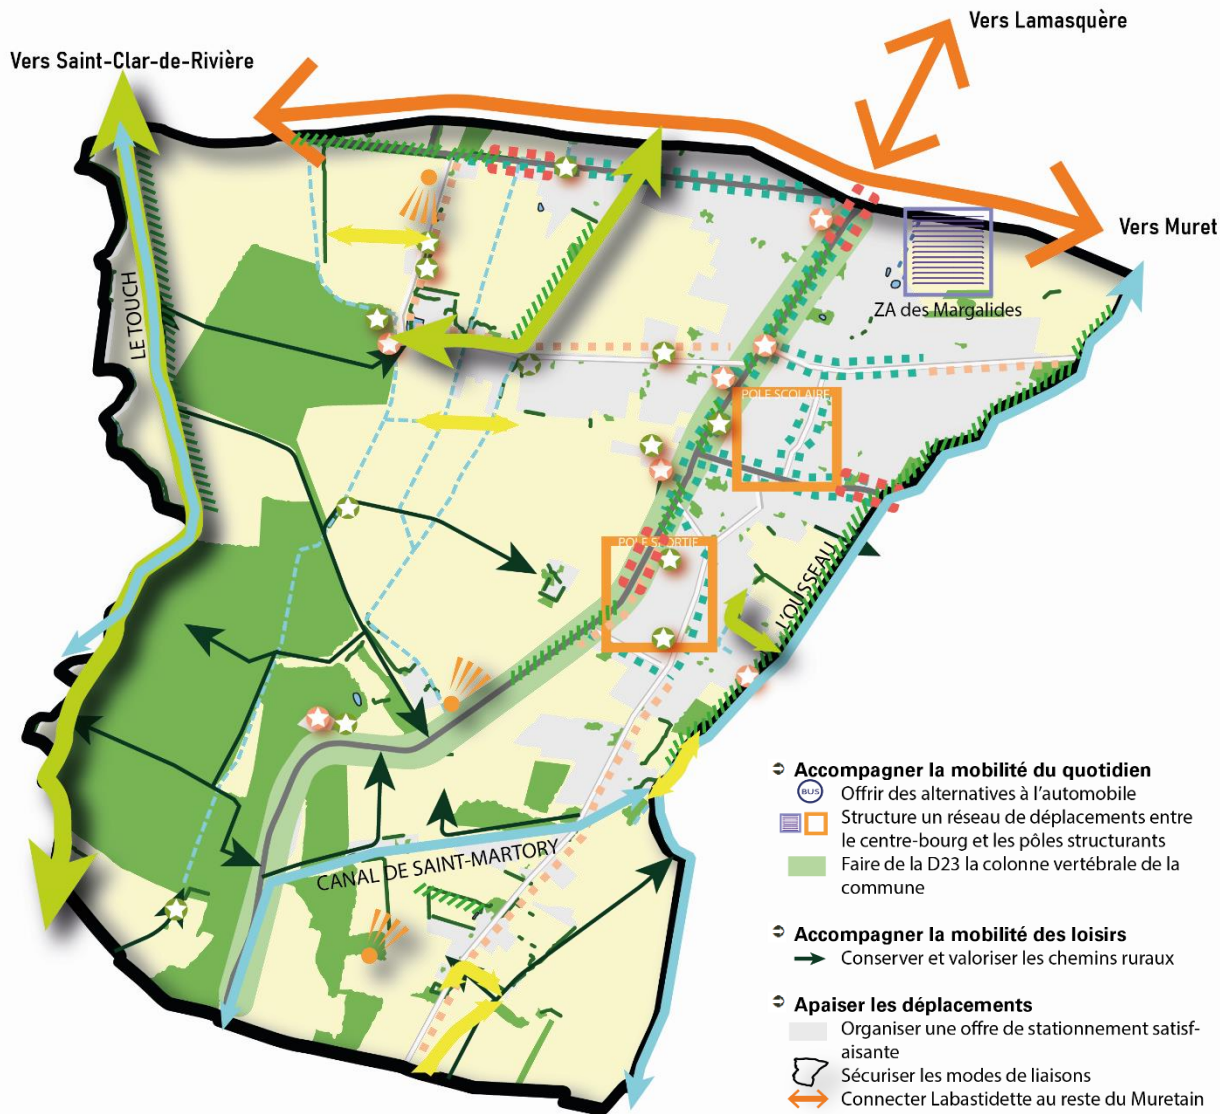 Vers Lamasquère
Vers Saint-Clar-de-Rivière
Vers Muret
LE TOUCH
ZA des Margalides
POLE SCOLAIRE
POLE SPORTIF
L'OUSSEAU
CANAL DE SAINT-MARTORY
Accompagner la mobilité du quotidien
BUS
Offrir des alternatives à l'automobile
Structure un réseau de déplacements entre
le centre-bourg et les pôles structurants
Faire de la D23 la colonne vertébrale de la
commune
Accompagner la mobilité des loisirs
Conserver et valoriser les chemins ruraux
Apaiser les déplacements
Organiser une offre de stationnement satisf-
aisante
Sécuriser les modes de liaisons
Connecter Labastidette au reste du Muretain